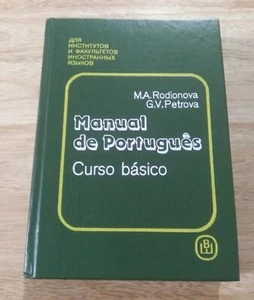 ДЛЯ
ИНСТИТУТОВ
И ФАКУЛЬТЕТОВ
ИНОСТРАННЫХ
ЯЗЫКОВ
M.A.Rodionova
G.V.Petrova
Manual
de Português
Curso básico